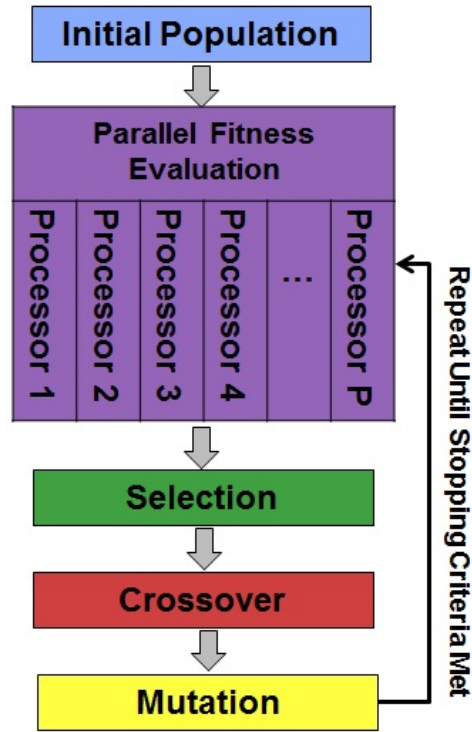 Initial Population
Parallel Fitness
Evaluation
Processor 1
Processor 2
Processor 3
Processor 4
...
Processor P
Repeat Until Stopping Criteria Met
Selection
Crossover
Mutation